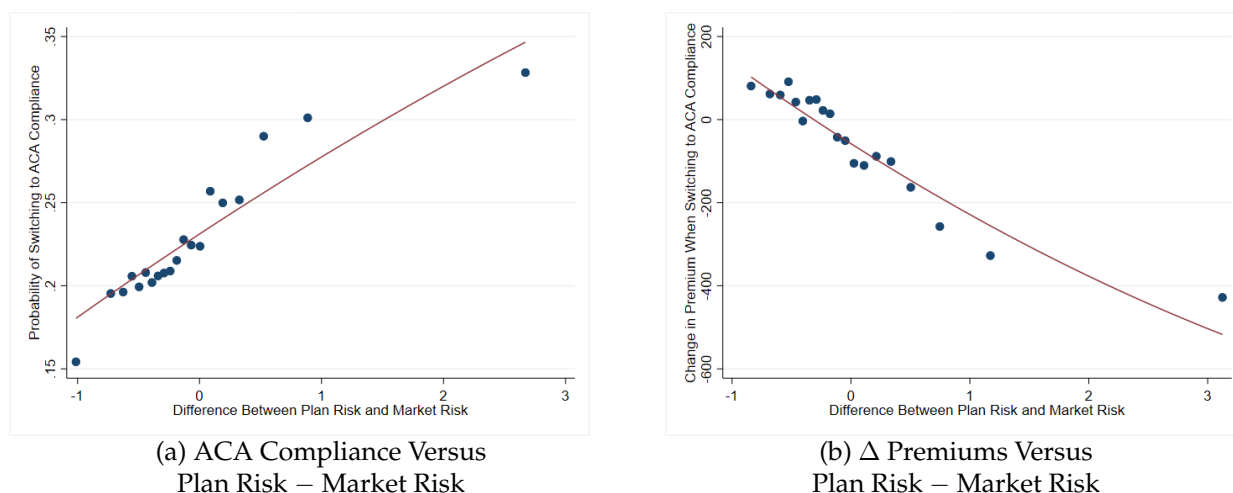 Probability of Switching to ACA Compliance
.35
.3
.25
.2
.15
-1
0
1
2
3
Difference Between Plan Risk and Market Risk
(a) ACA Compliance Versus
Plan Risk − Market Risk
Change in Premium When Switching to ACA Compliance
200
0
-200
-400
-600
-1
0
1
2
3
Difference Between Plan Risk and Market Risk
(b) Δ Premiums Versus
Plan Risk − Market Risk